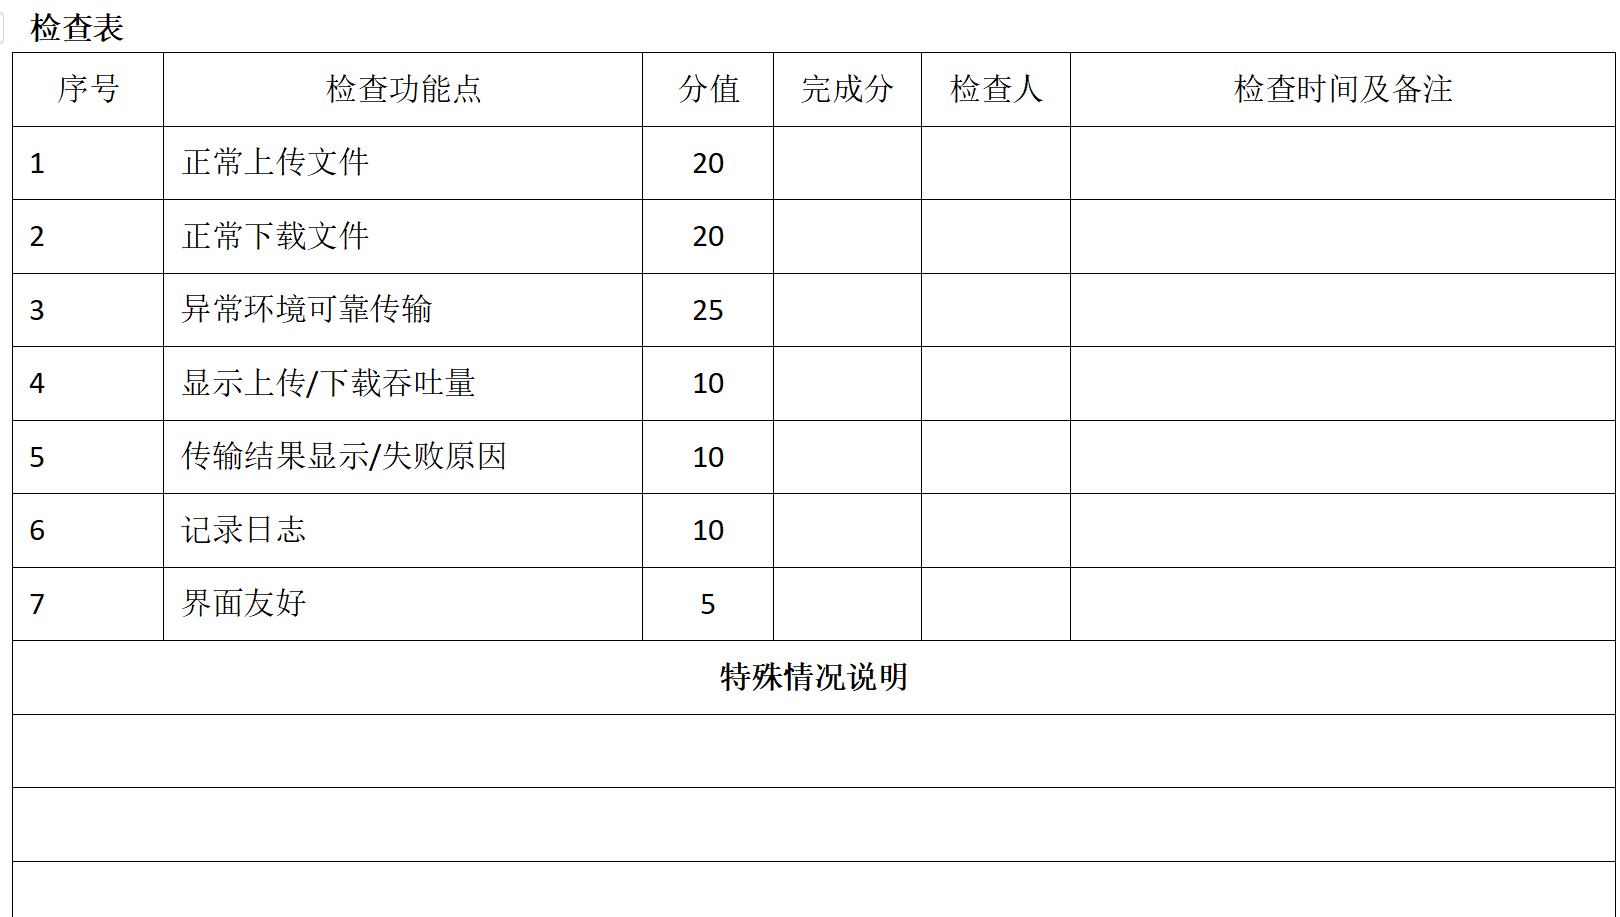 检查表
序号 检查功能点 分值 完成分 检查人 检查时间及备注
1 正常上传文件 20
2 正常下载文件 20
3 异常环境可靠传输 25
4 显示上传/下载吞吐量 10
5 传输结果显示/失败原因 10
6 记录日志 10
7 界面友好 5
特殊情况说明